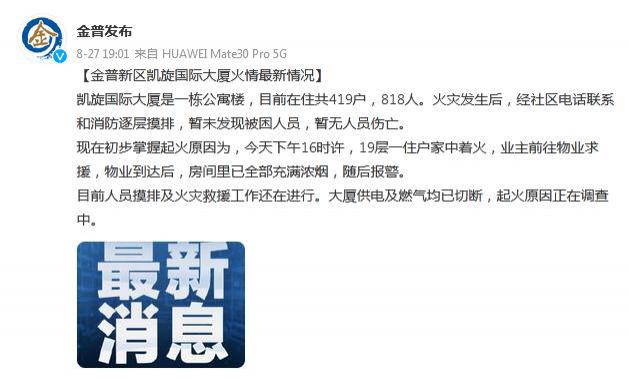 金普发布
8-27 19:01 来自 HUAWEI Mate30 Pro 5G
【金普新区凯旋国际大厦火情最新情况】
凯旋国际大厦是一栋公寓楼，目前在住共419户，818人。火灾发生后，经社区电话联系
和消防逐层摸排，暂未发现被困人员，暂无人员伤亡。
现在初步掌握起火原因为，今天下午16时许，19层一住户家中着火，业主前往物业求
援，物业到达后，房间里已全部充满浓烟，随后报警。
目前人员摸排及火灾救援工作还在进行。大厦供电及燃气均已切断，起火原因正在调查
中。
最新
消息